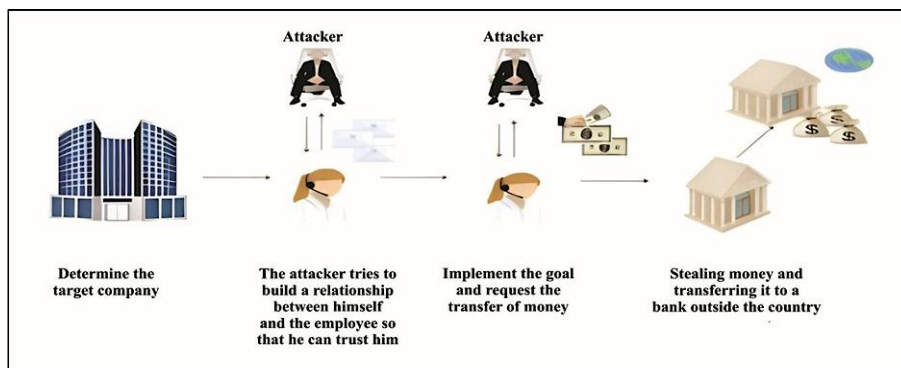 Attacker
Attacker
Determine the
target company
The attacker tries to
build a relationship
between himself
and the employee so
that he can trust him
Implement the goal
and request the
transfer of money
Stealing money and
transferring it to a
bank outside the
country